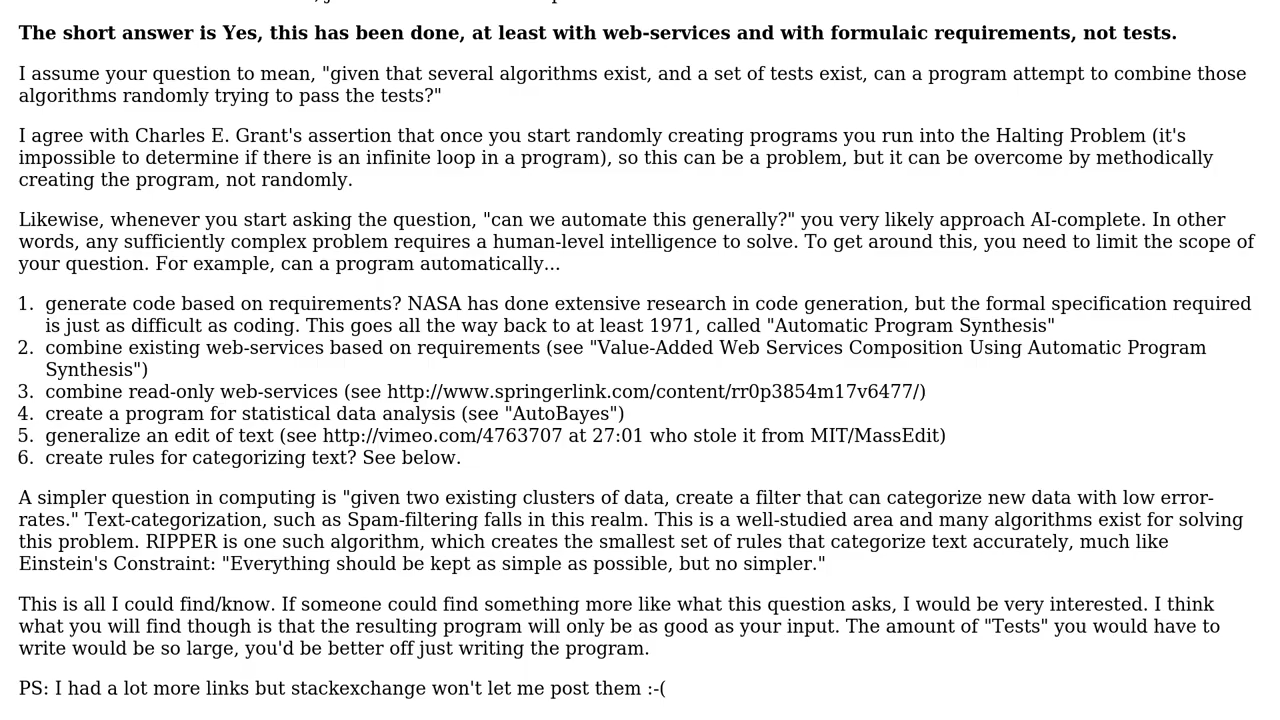 The short answer is Yes, this has been done, at least with web-services and with formulaic requirements, not tests.
I assume your question to mean, "given that several algorithms exist, and a set of tests exist, can a program attempt to combine those
algorithms randomly trying to pass the tests?"
I agree with Charles E. Grant's assertion that once you start randomly creating programs you run into the Halting Problem (it's
impossible to determine if there is an infinite loop in a program), so this can be a problem, but it can be overcome by methodically
creating the program, not randomly.
Likewise, whenever you start asking the question, "can we automate this generally?" you very likely approach AI-complete. In other
words, any sufficiently complex problem requires a human-level intelligence to solve. To get around this, you need to limit the scope of
your question. For example, can a program automatically...
1. generate code based on requirements? NASA has done extensive research in code generation, but the formal specification required
is just as difficult as coding. This goes all the way back to at least 1971, called "Automatic Program Synthesis"
2. combine existing web-services based on requirements (see "Value-Added Web Services Composition Using Automatic Program
Synthesis")
3. combine read-only web-services (see http://www.springerlink.com/content/rr0p3854m17v6477/)
4. create a program for statistical data analysis (see "AutoBayes")
5. generalize an edit of text (see http://vimeo.com/4763707 at 27:01 who stole it from MIT/MassEdit)
6. create rules for categorizing text? See below.
A simpler question in computing is "given two existing clusters of data, create a filter that can categorize new data with low error-
rates." Text-categorization, such as Spam-filtering falls in this realm. This is a well-studied area and many algorithms exist for solving
this problem. RIPPER is one such algorithm, which creates the smallest set of rules that categorize text accurately, much like
Einstein's Constraint: "Everything should be kept as simple as possible, but no simpler."
This is all I could find/know. If someone could find something more like what this question asks, I would be very interested. I think
what you will find though is that the resulting program will only be as good as your input. The amount of "Tests" you would have to
write would be so large, you'd be better off just writing the program.
PS: I had a lot more links but stackexchange won't let me post them :-(